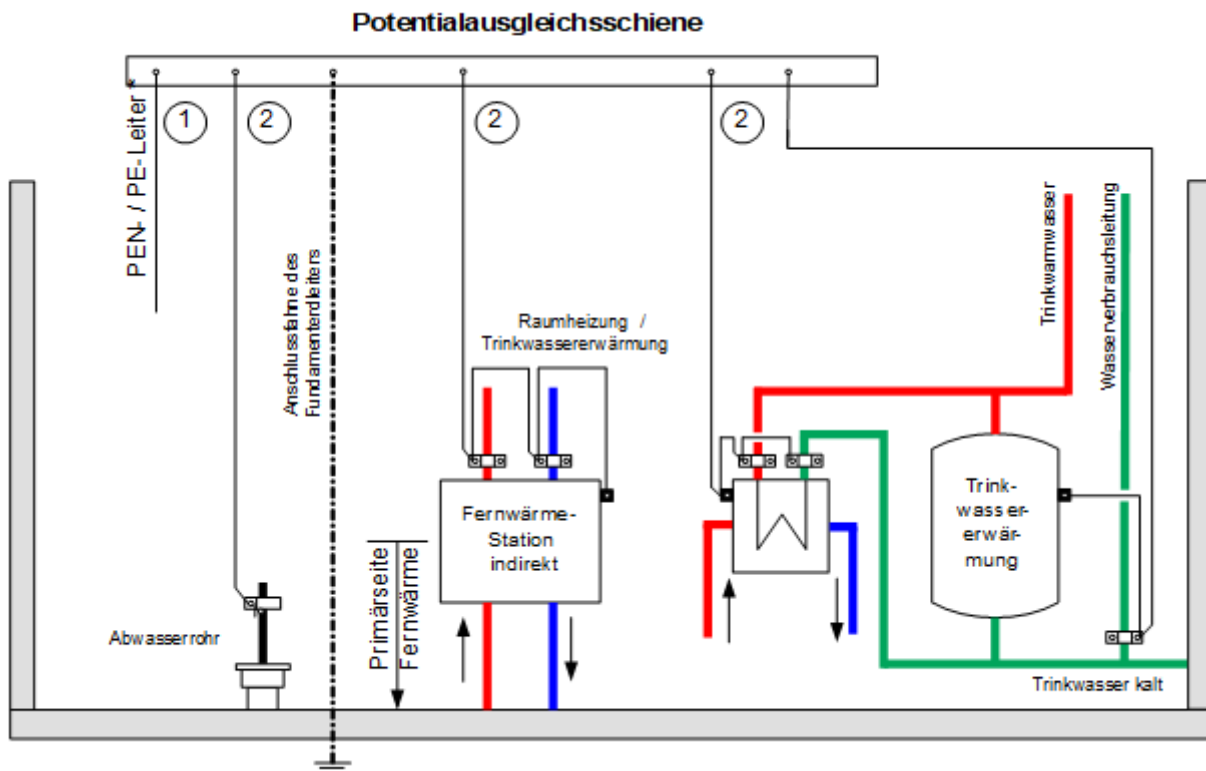 Potentialausgleichsschiene
PEN- / PE- Leiter *
1
2
Anschlussfahne des
Fundamenterdleiters
2
2
Raumheizung /
Trinkwassererwärmung
Trinkwarmwasser
Wasserverbrauchsleitung
Fernwärme-
Station
indirekt
Trink-
wasser-
erwär-
mung
Primärseite
Fernwärme
Abwasserrohr
Trinkwasser kalt